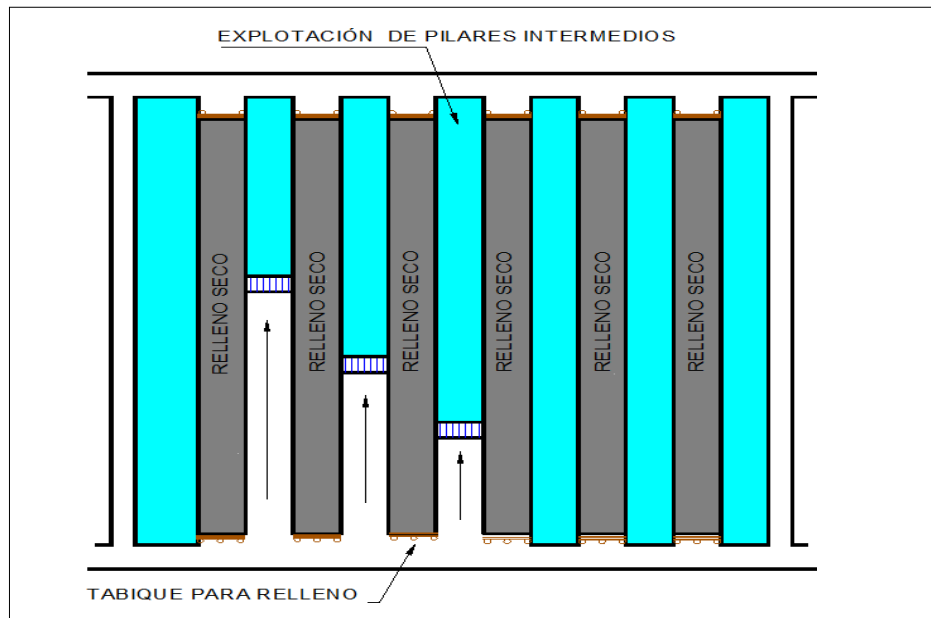 EXPLOTACIÓN DE PILARES INTERMEDIOS
RELLENO SECO
RELLENO SECO
RELLENO SECO
RELLENO SECO
RELLENO SECO
RELLENO SECO
TABIQUE PARA RELLENO